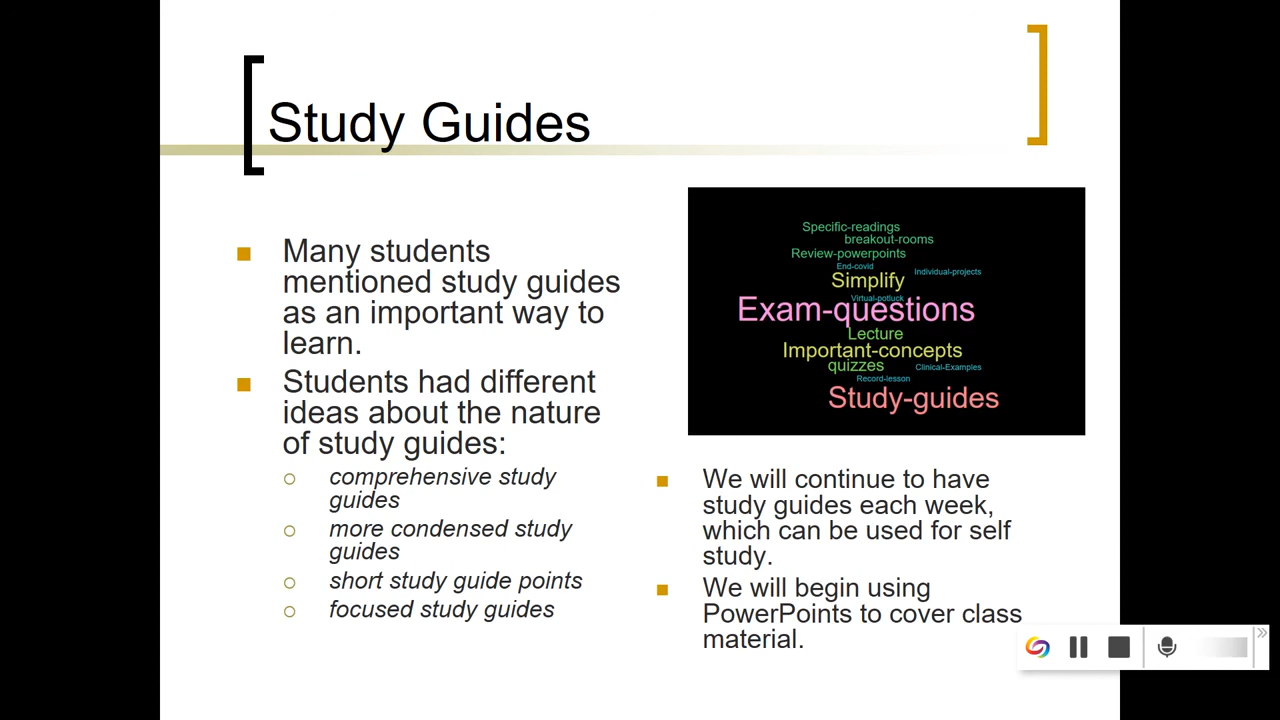 Study Guides
Many students
mentioned study guides
as an important way to
learn.
Students had different
ideas about the nature
of study guides:
comprehensive study
guides
more condensed study
guides
short study guide points
focused study guides
Specific-readings
breakout-rooms
Review-powerpoints
End-covid
Individual-projects
Simplify
Virtual-potluck
Exam-questions
Lecture
Important-concepts
quizzes
Clinical-Examples
Record-lesson
Study-guides
We will continue to have
study guides each week,
which can be used for self
study.
We will begin using
PowerPoints to cover class
material.